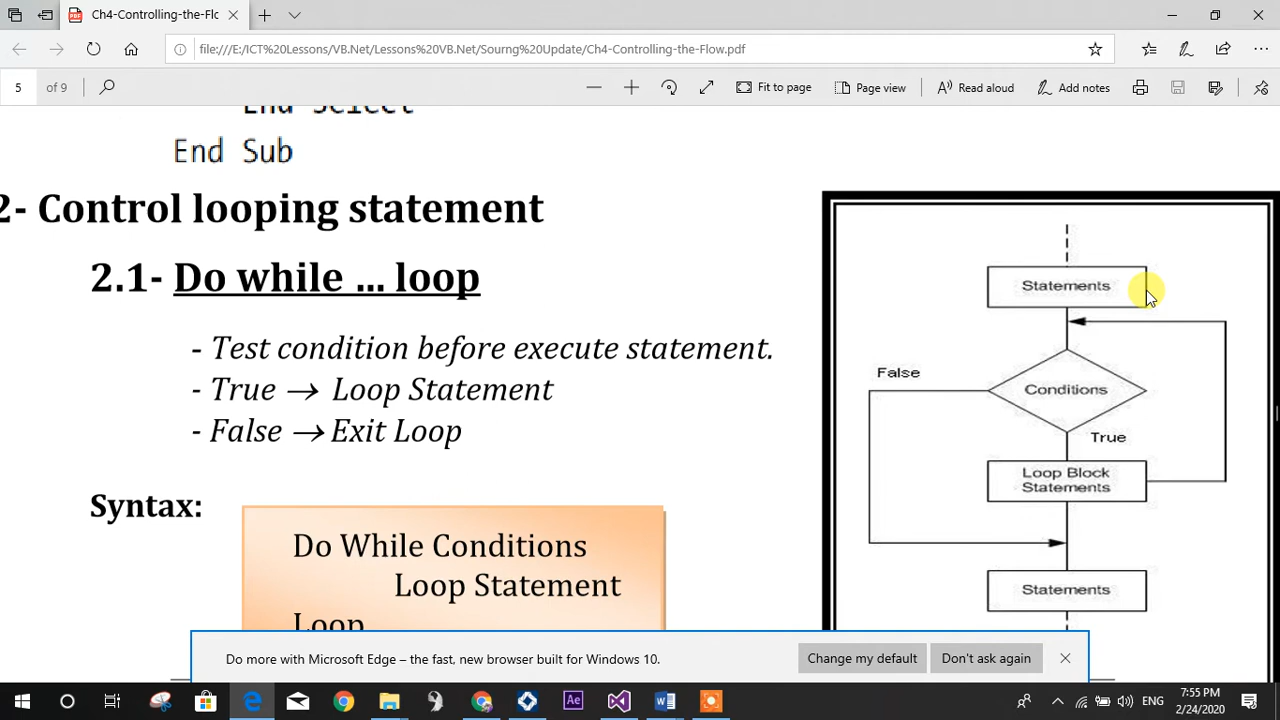 Ch4-Controlling-the-Flo
file:///E:/ICT%20Lessons/VB.Net/Lessons%20VB.Net/Sourng%20Update/Ch4-Controlling-the-Flow.pdf
5 of 9
Fit to page
Page view
Read aloud
Add notes
End Select
End Sub
2- Control looping statement
2.1- Do while ... loop
- Test condition before execute statement.
- True → Loop Statement
- False → Exit Loop
Syntax:
Do While Conditions
Loop Statement
Loop
Statements
False
Conditions
True
Loop Block
Statements
Statements
Do more with Microsoft Edge – the fast, new browser built for Windows 10.
Change my default
Don't ask again
ENG
7:55 PM
2/24/2020